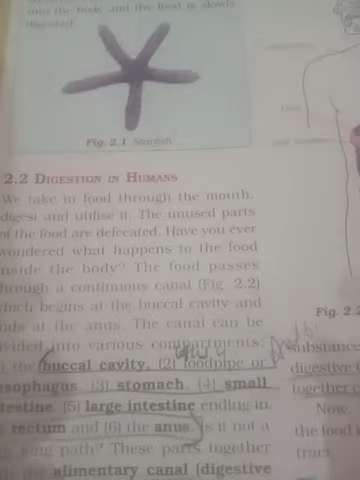 into the body and the food is slowly
digested.
Fig. 2.1 Starfish
2.2 DIGESTION IN HUMANS
We take in food through the mouth,
digest and utilise it. The unused parts
of the food are defecated. Have you ever
wondered what happens to the food
inside the body? The food passes
through a continuous canal (Fig. 2.2)
which begins at the buccal cavity and
ends at the anus. The canal can be
divided into various compartments:
the buccal cavity, (2) foodpipe or
oesophagus, (3) stomach, (4) small
intestine, (5) large intestine ending in
rectum and (6) the anus. Is it not a
long path? These parts together
the alimentary canal (digestive
Fig. 2.2
substance
digestive
together c
Now,
the food
tract.